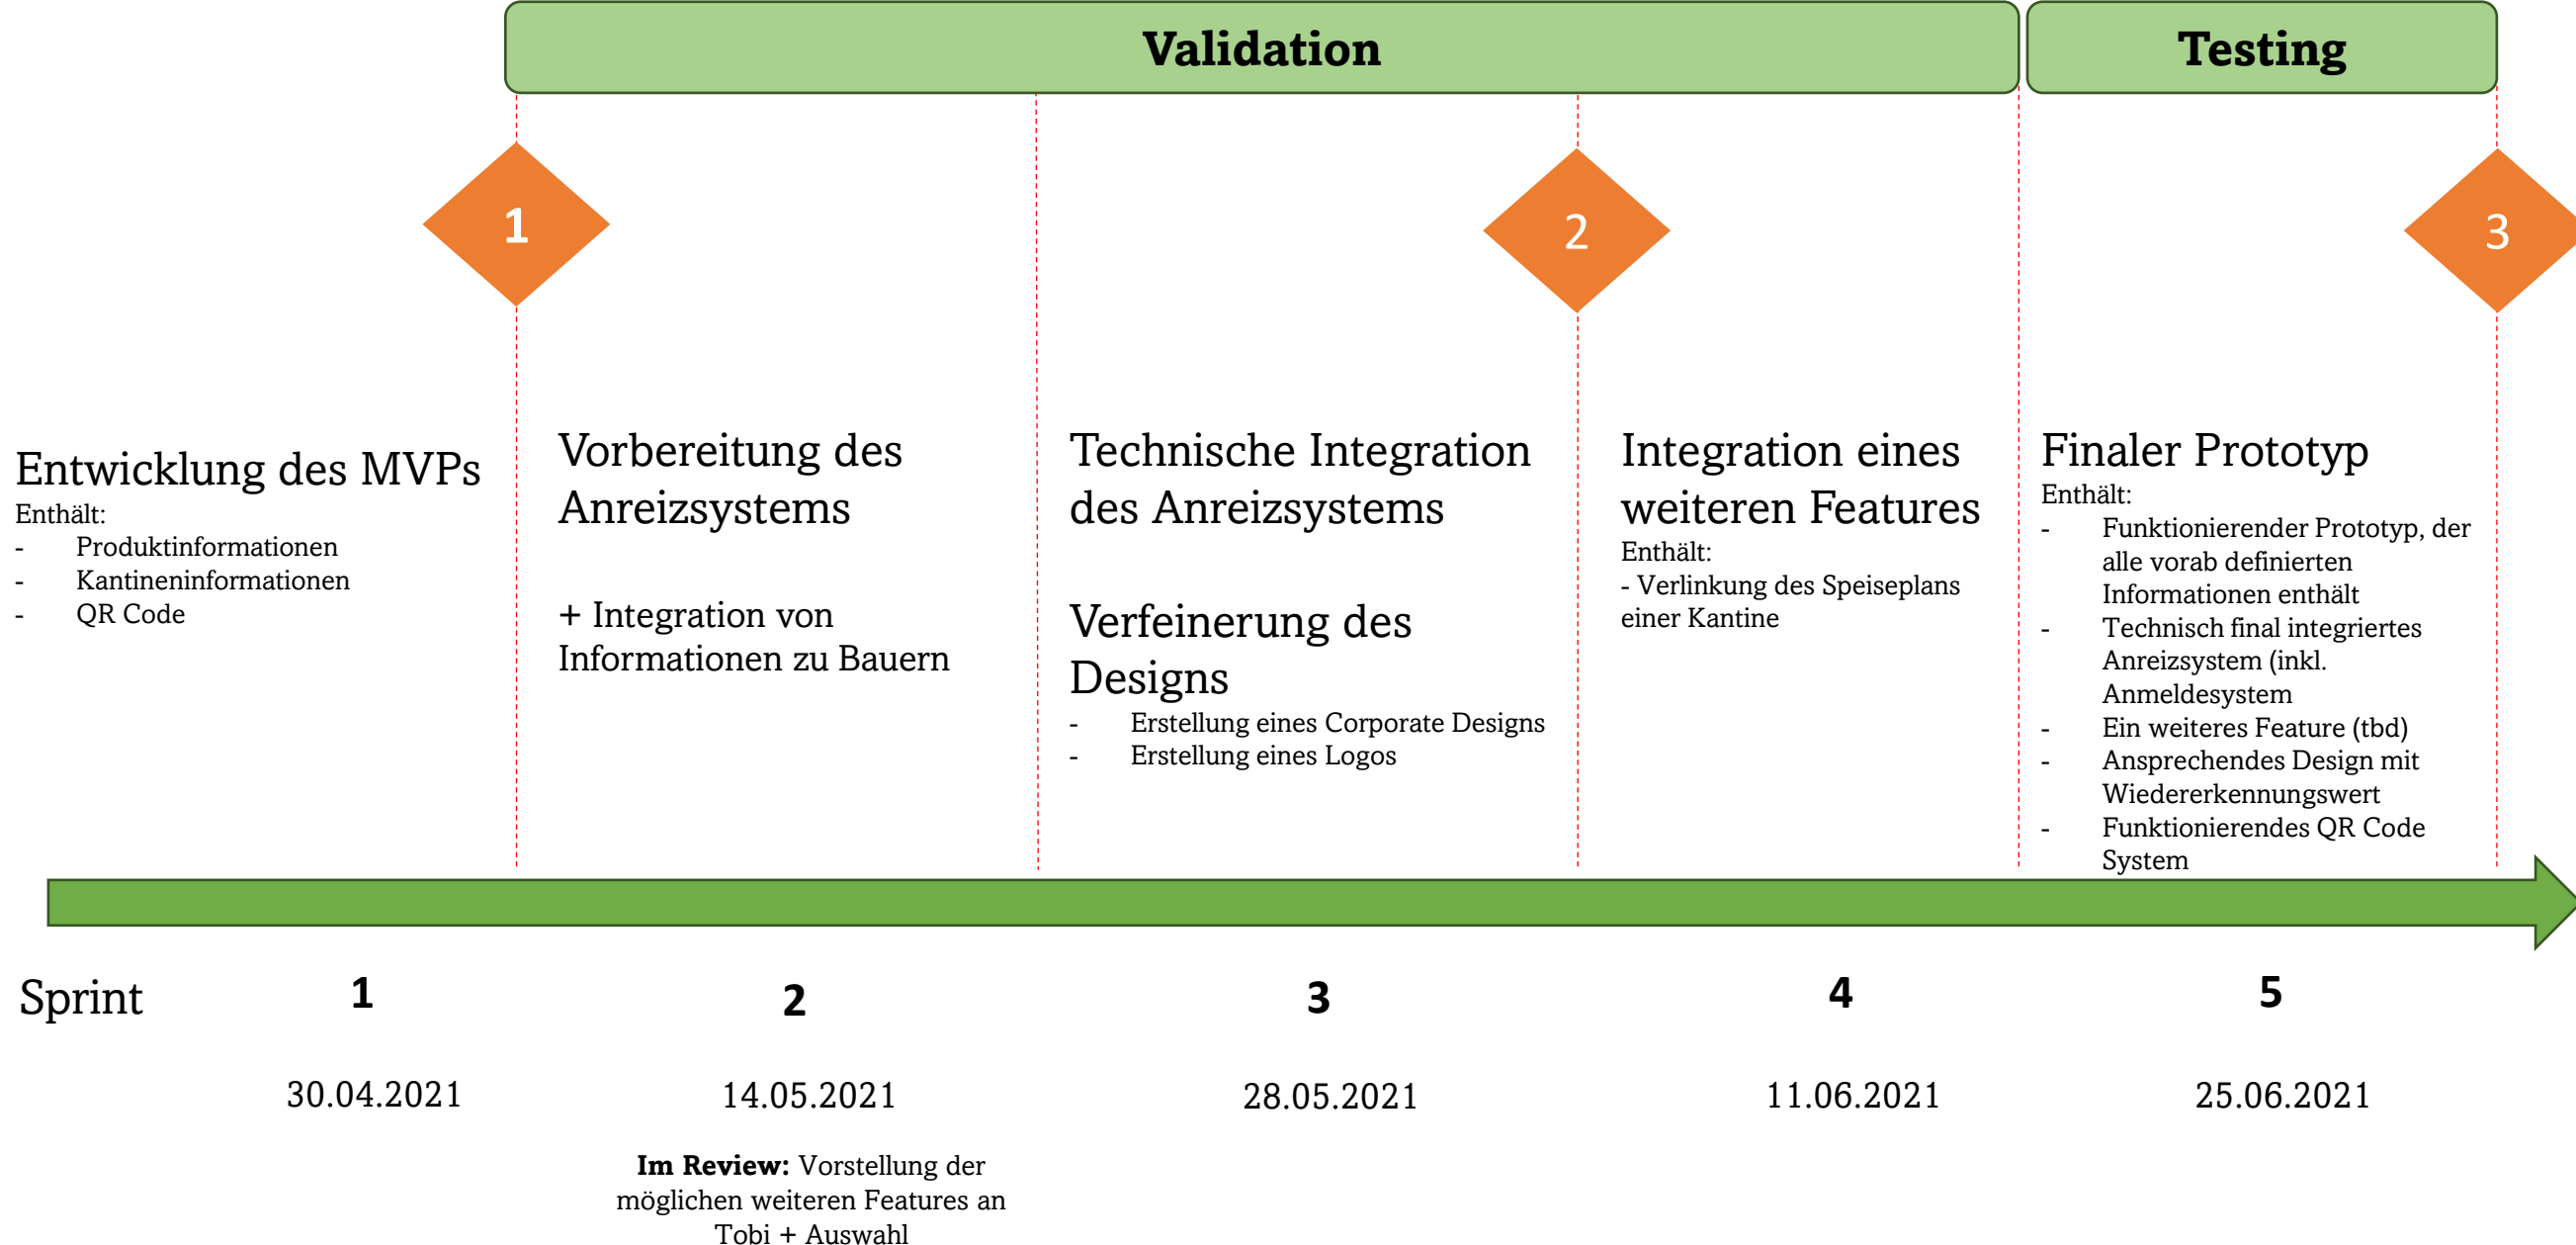 Validation
Testing
1
2
3
Entwicklung des MVPs
Enthält:
- Produktinformationen
- Kantineninformationen
- QR Code
Vorbereitung des
Anreizsystems
+ Integration von
Informationen zu Bauern
Technische Integration
des Anreizsystems
Verfeinerung des
Designs
- Erstellung eines Corporate Designs
- Erstellung eines Logos
Integration eines
weiteren Features
Enthält:
- Verlinkung des Speiseplans
einer Kantine
Finaler Prototyp
Enthält:
- Funktionierender Prototyp, der
alle vorab definierten
Informationen enthält
- Technisch final integriertes
Anreizsystem (inkl.
Anmeldesystem
- Ein weiteres Feature (tbd)
- Ansprechendes Design mit
Wiedererkennungswert
- Funktionierendes QR Code
System
Sprint
1
2
3
4
5
30.04.2021
14.05.2021
28.05.2021
11.06.2021
25.06.2021
Im Review: Vorstellung der
möglichen weiteren Features an
Tobi + Auswahl